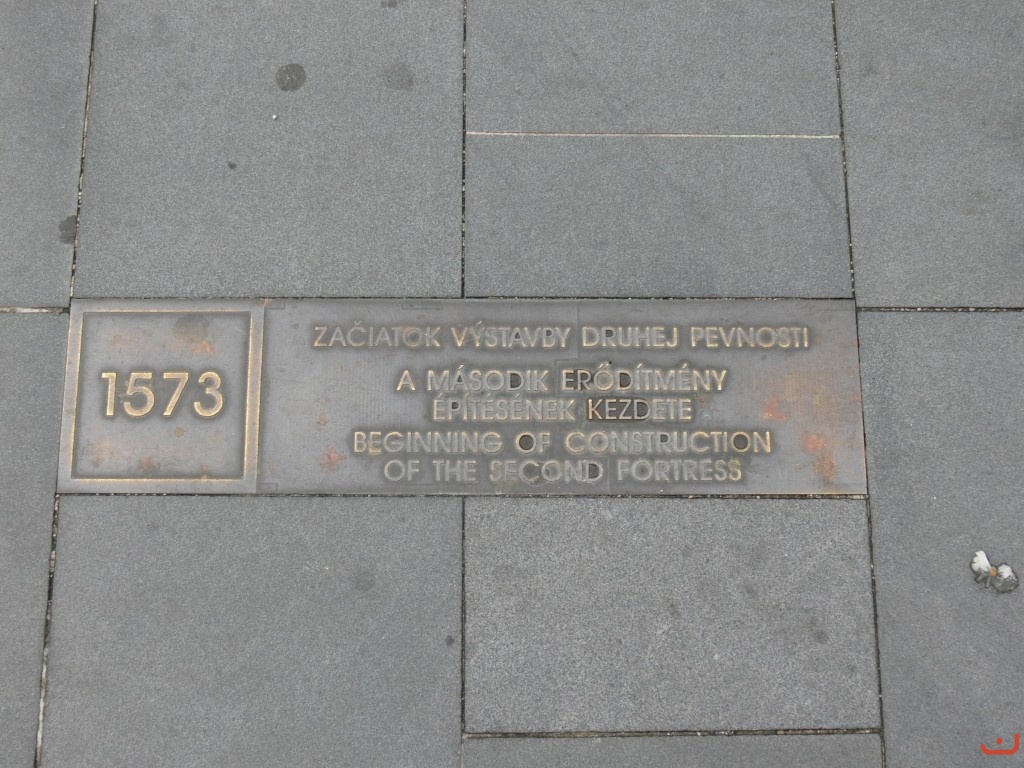 1573
ZAČIATOK VÝSTAVBY DRUHEJ PEVNOSTI
A MÁSODIK ERŐDÍTMÉNY
ÉPÍTÉSÉNEK KEZDETE
BEGINNING OF CONSTRUCTION
OF THE SECOND FORTRESS